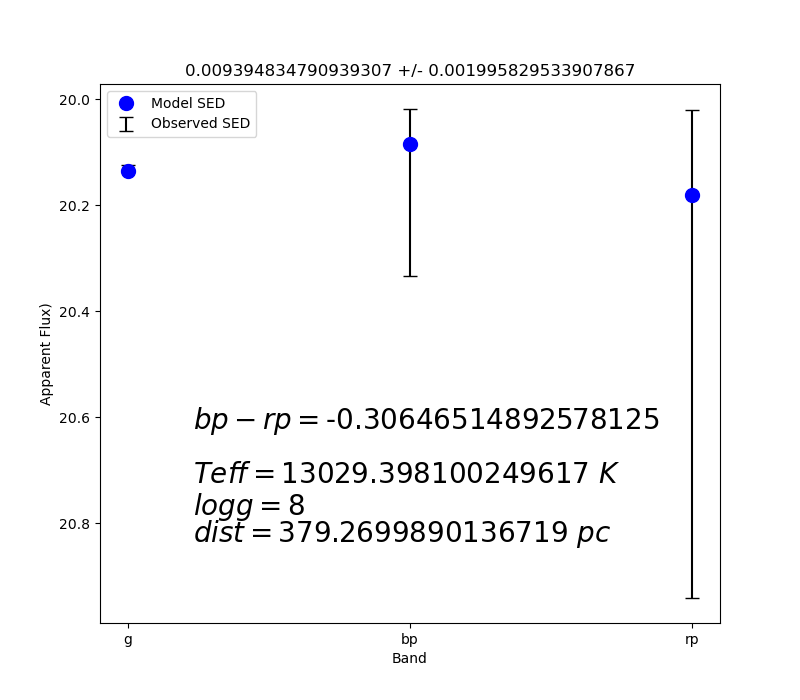 0.009394834790939307 +/- 0.001995829533907867
Model SED
Observed SED
20.0
20.2
20.4
20.6
20.8
Apparent Flux)
bp − rp = -0.30646514892578125
Teff = 13029.398100249617 K
logg = 8
dist = 379.2699890136719 pc
g
bp
rp
Band